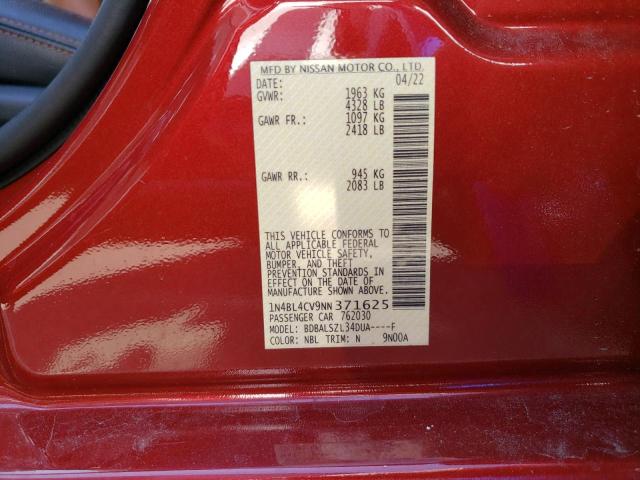 MFD BY NISSAN MOTOR CO., LTD.
DATE: 04/22
GVWR: 1963 KG
4328 LB
GAWR FR.: 1097 KG
2418 LB
GAWR RR.: 945 KG
2083 LB
THIS VEHICLE CONFORMS TO
ALL APPLICABLE FEDERAL
MOTOR VEHICLE SAFETY,
BUMPER, AND THEFT
PREVENTION STANDARDS IN
EFFECT ON THE DATE OF
MANUFACTURE SHOWN ABOVE.
1N4BL4CV9NN371625
PASSENGER CAR 762030
MODEL: BDBALSZL34DUA----F
COLOR: NBL TRIM: N 9N00A